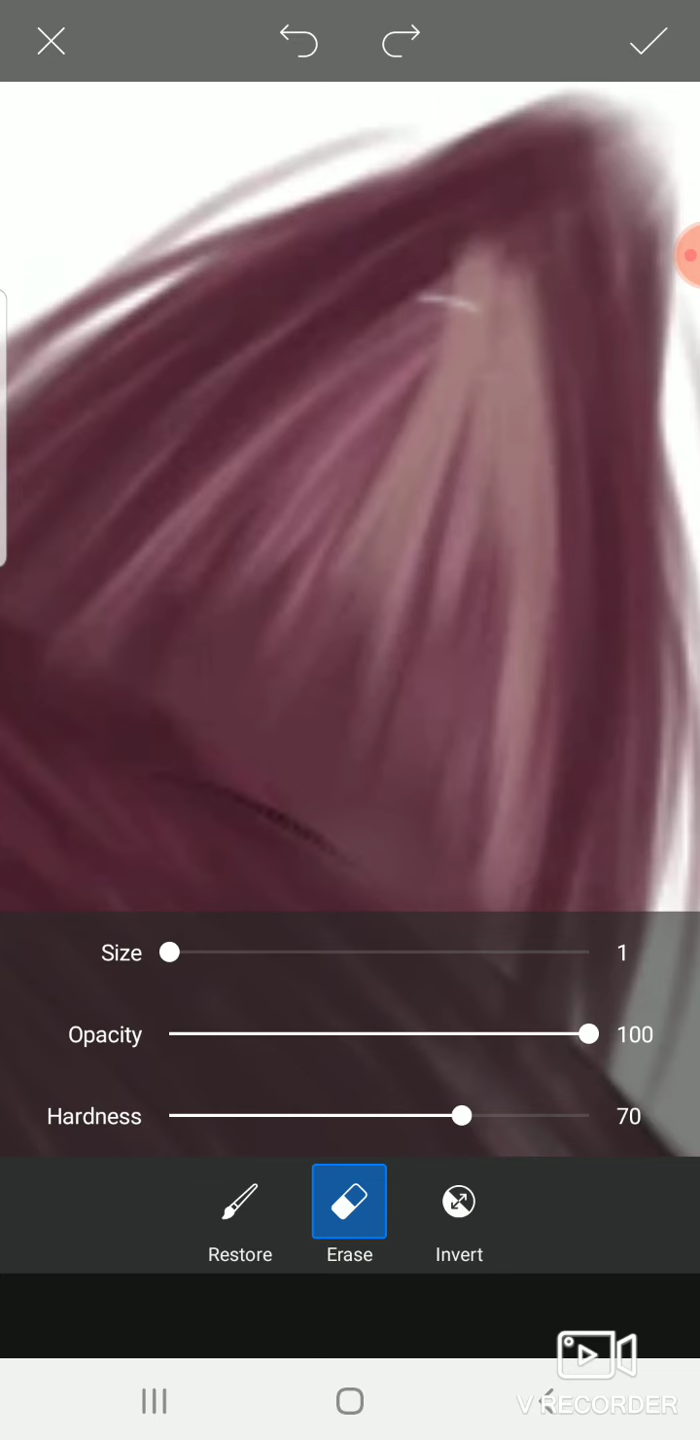 Size 1
Opacity 100
Hardness 70
Restore Erase Invert
V RECORDER